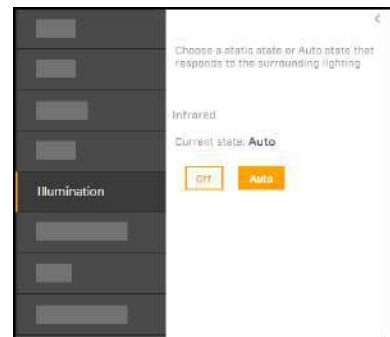 Choose a static state or Auto state that
responds to the surrounding lighting
Infrared
Current state: Auto
Off
Auto
Illumination